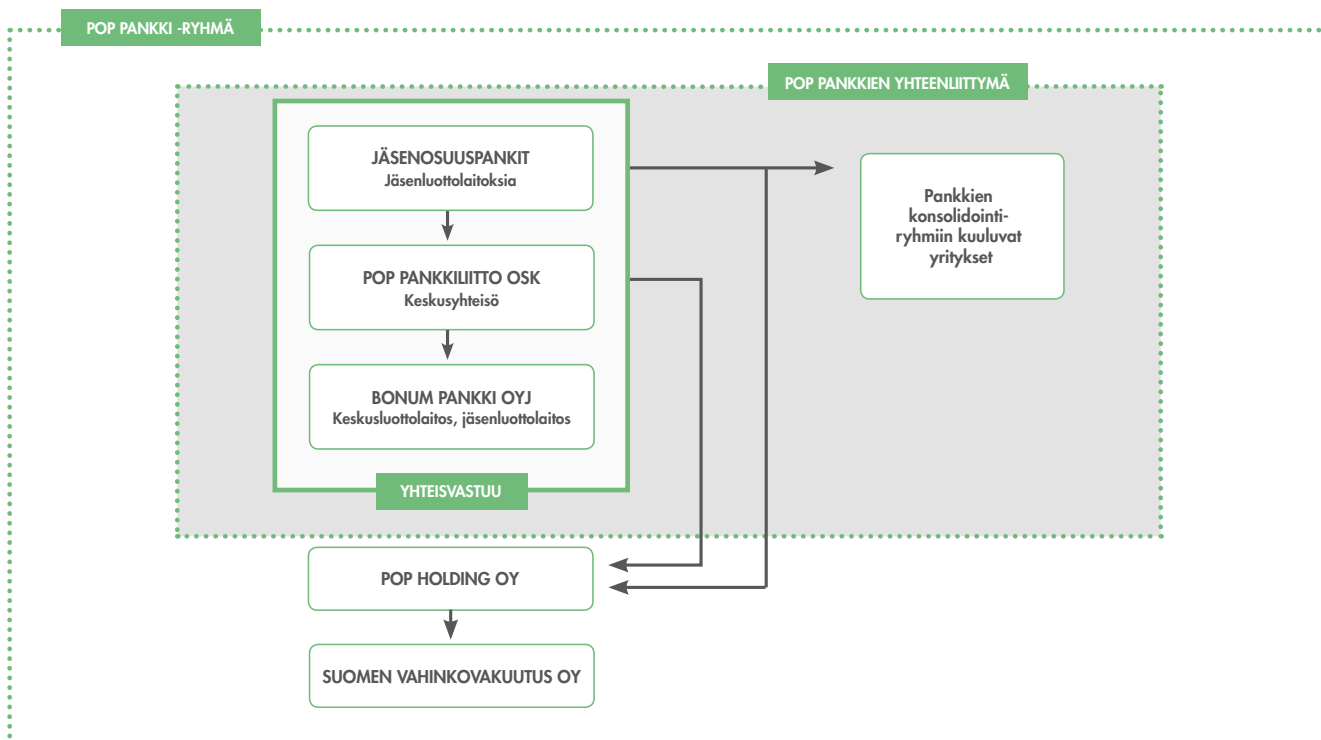 POP PANKKI -RYHMÄ
POP PANKKIEN YHTEENLIITTYMÄ
JÄSENOSUUSPANKIT
Jäsenluottolaitoksia
POP PANKKILIITTO OSK
Keskusyhteisö
BONUM PANKKI OYJ
Keskusluottolaitos, jäsenluottolaitos
YHTEISVASTUU
Pankkien
konsolidointi-
ryhmiin kuuluvat
yritykset
POP HOLDING OY
SUOMEN VAHINKOVAKUUTUS OY